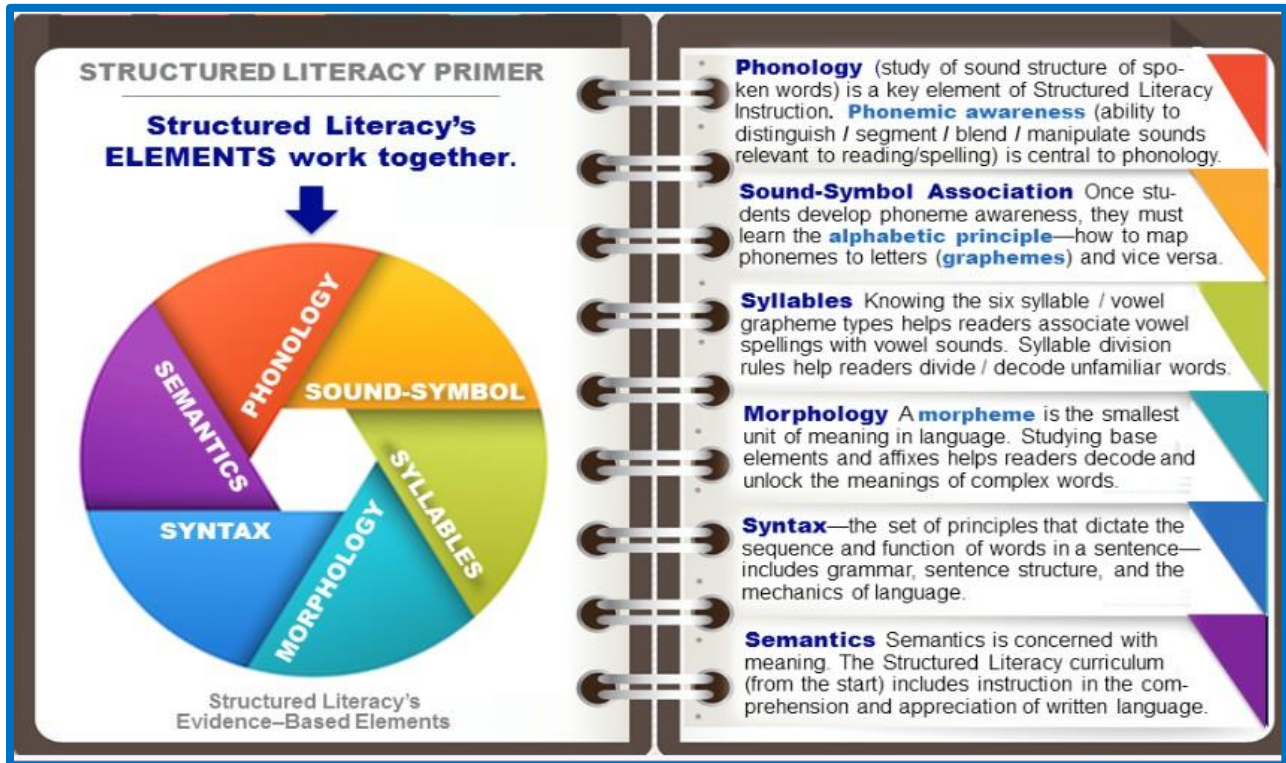 STRUCTURED LITERACY PRIMER
Structured Literacy's
ELEMENTS work together.
PHONOLOGY
SOUND-SYMBOL
SYLLABLES
MORPHOLOGY
SYNTAX
SEMANTICS
Structured Literacy's
Evidence–Based Elements
Phonology (study of sound structure of spo-
ken words) is a key element of Structured Literacy
Instruction. Phonemic awareness (ability to
distinguish / segment / blend / manipulate sounds
relevant to reading/spelling) is central to phonology.
Sound-Symbol Association Once stu-
dents develop phoneme awareness, they must
learn the alphabetic principle—how to map
phonemes to letters (graphemes) and vice versa.
Syllables Knowing the six syllable / vowel
grapheme types helps readers associate vowel
spellings with vowel sounds. Syllable division
rules help readers divide / decode unfamiliar words.
Morphology A morpheme is the smallest
unit of meaning in language. Studying base
elements and affixes helps readers decode and
unlock the meanings of complex words.
Syntax—the set of principles that dictate the
sequence and function of words in a sentence—
includes grammar, sentence structure, and the
mechanics of language.
Semantics Semantics is concerned with
meaning. The Structured Literacy curriculum
(from the start) includes instruction in the com-
prehension and appreciation of written language.